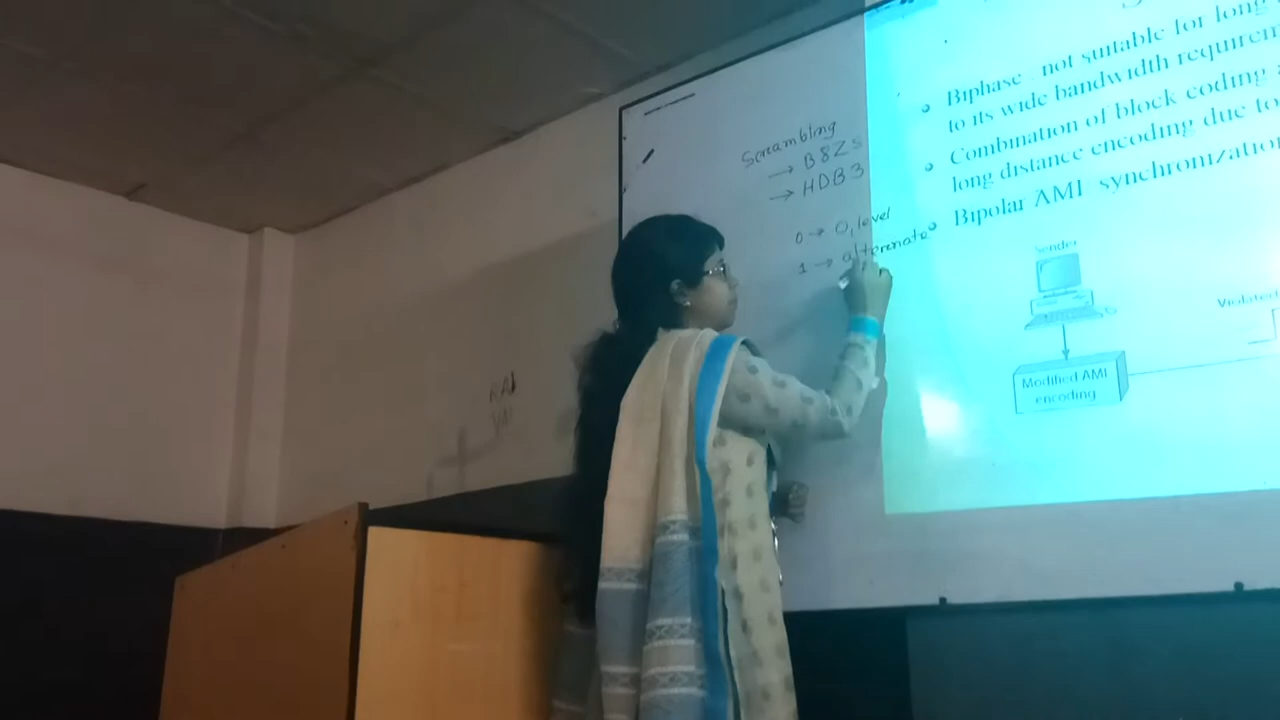 Scrambling
→ B8ZS
→ HDB3
0 → 0, level
1 → alternate
• Biphase . not suitable for long
to its wide bandwidth requirem
• Combination of block coding a
long distance encoding due to
• Bipolar AMI synchronization
Sender
Violated
Modified AMI
encoding